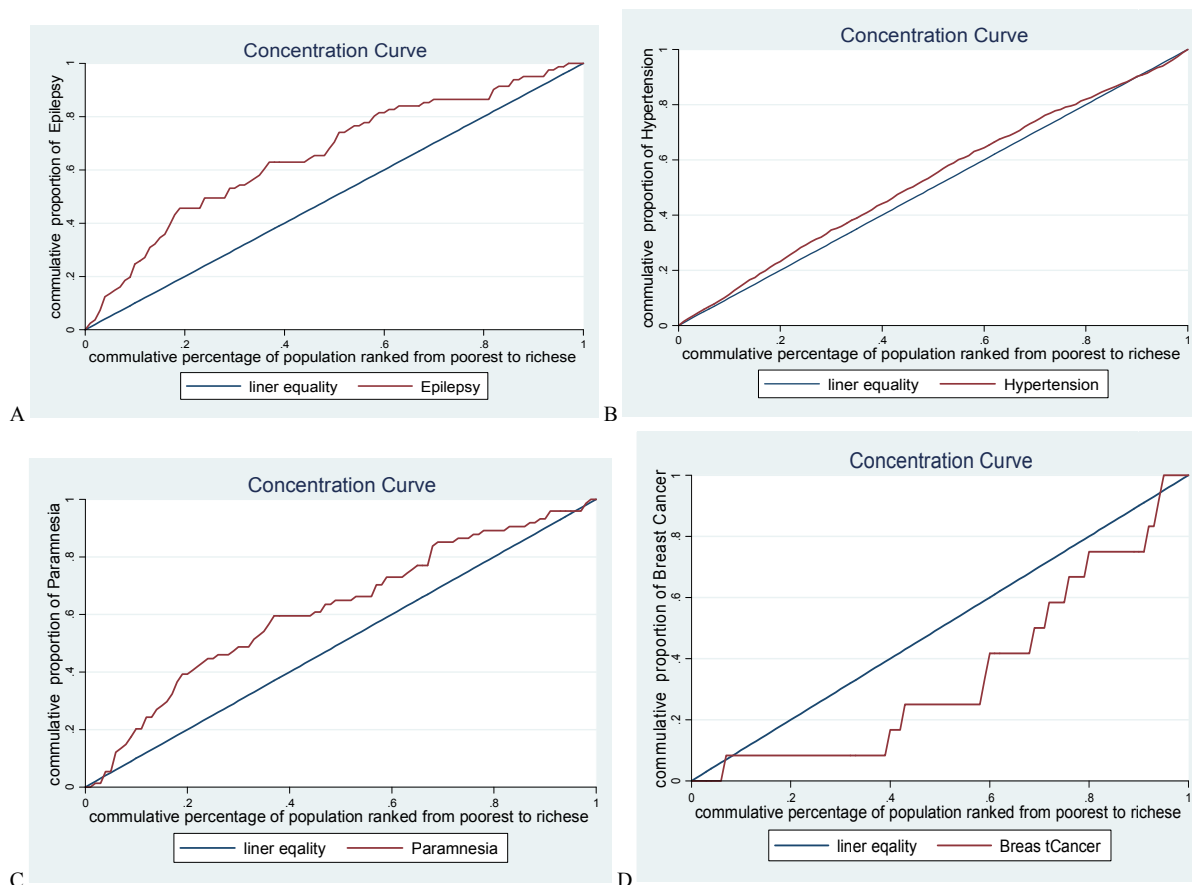 Concentration Curve
commulative proportion of Epilepsy
0 .2 .4 .6 .8 1
0 .2 .4 .6 .8 1
commulative percentage of population ranked from poorest to richese
liner equality Epilepsy
A
Concentration Curve
commulative proportion of Hypertension
0 .2 .4 .6 .8 1
0 .2 .4 .6 .8 1
commulative percentage of population ranked from poorest to richese
liner equality Hypertension
B
Concentration Curve
commulative proportion of Paramnesia
0 .2 .4 .6 .8 1
0 .2 .4 .6 .8 1
commulative percentage of population ranked from poorest to richese
liner eqality Paramnesia
C
Concentration Curve
commulative proportion of Breast Cancer
0 .2 .4 .6 .8 1
0 .2 .4 .6 .8 1
commulative percentage of population ranked from poorest to richese
liner eqality Breas tCancer
D